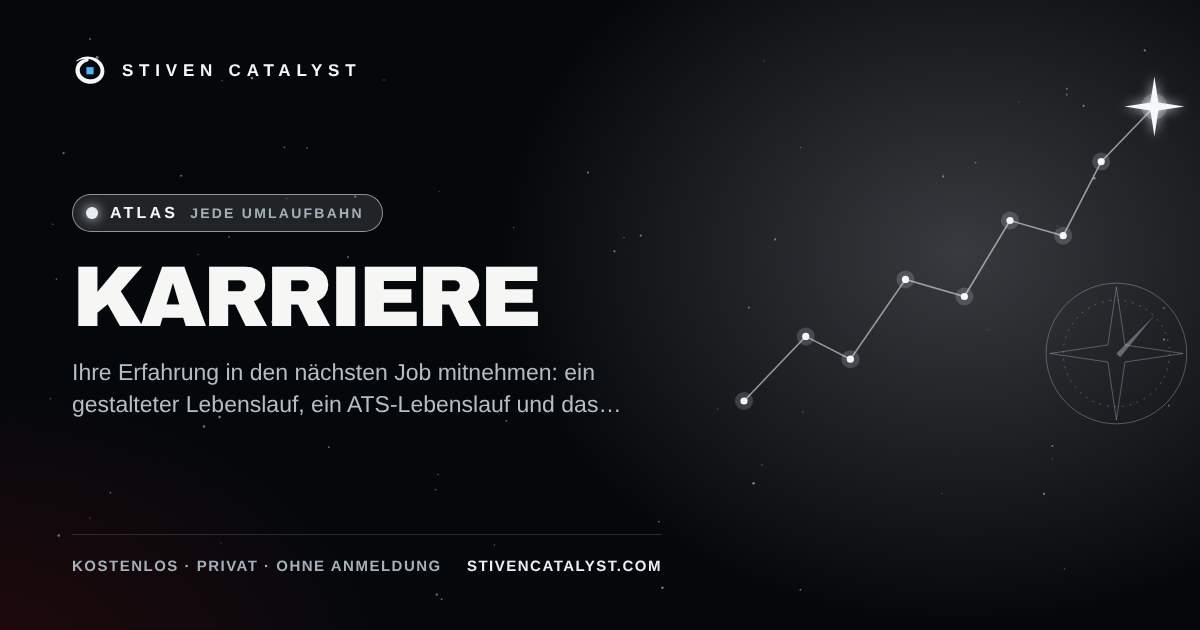 STIVEN CATALYST
ATLAS JEDE UMLAUFBAHN
KARRIERE
Ihre Erfahrung in den nächsten Job mitnehmen: ein
gestalteter Lebenslauf, ein ATS-Lebenslauf und das…
KOSTENLOS · PRIVAT · OHNE ANMELDUNG STIVENCATALYST.COM